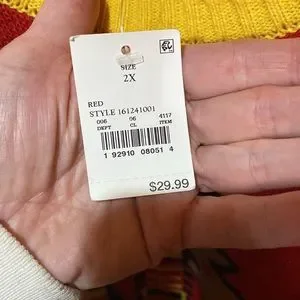 SIZE
2X
RED
STYLE 161241001
006 06 4117
DEPT CL ITEM
1 92910 08051 4
$29.99